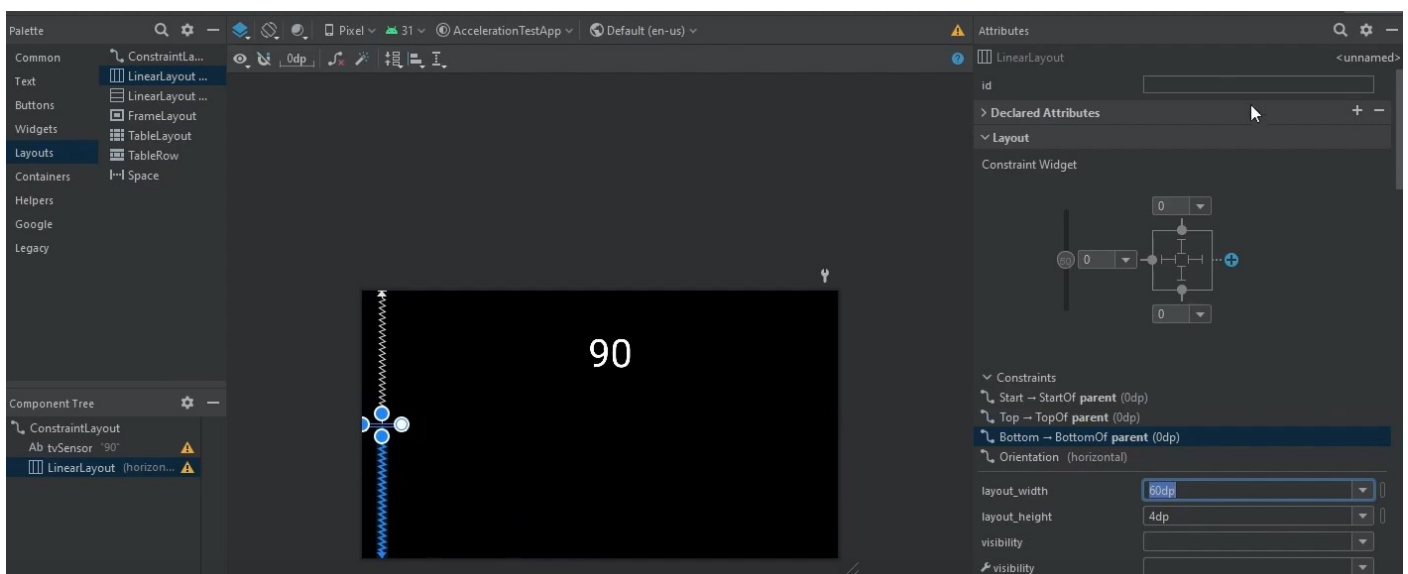 Palette
Common
Text
Buttons
Widgets
Layouts
Containers
Helpers
Google
Legacy
ConstraintLa...
LinearLayout ...
LinearLayout ...
FrameLayout
TableLayout
TableRow
Space
Component Tree
ConstraintLayout
Ab tvSensor "90"
LinearLayout (horizon...
Pixel 31 AccelerationTestApp Default (en-us)
0dp
90
Attributes
LinearLayout <unnamed>
id
Declared Attributes
Layout
Constraint Widget
0
50 0
0
Constraints
Start → StartOf parent (0dp)
Top → TopOf parent (0dp)
Bottom → BottomOf parent (0dp)
Orientation (horizontal)
layout_width 60dp
layout_height 4dp
visibility
visibility